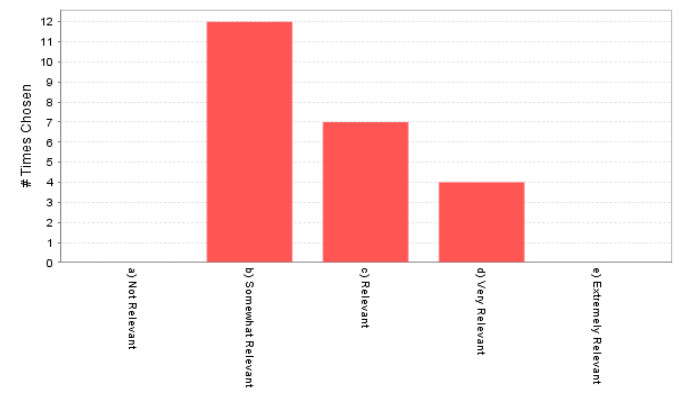 # Times Chosen
12
11
10
9
8
7
6
5
4
3
2
1
0
a) Not Relevant
b) Somewhat Relevant
c) Relevant
d) Very Relevant
e) Extremely Relevant